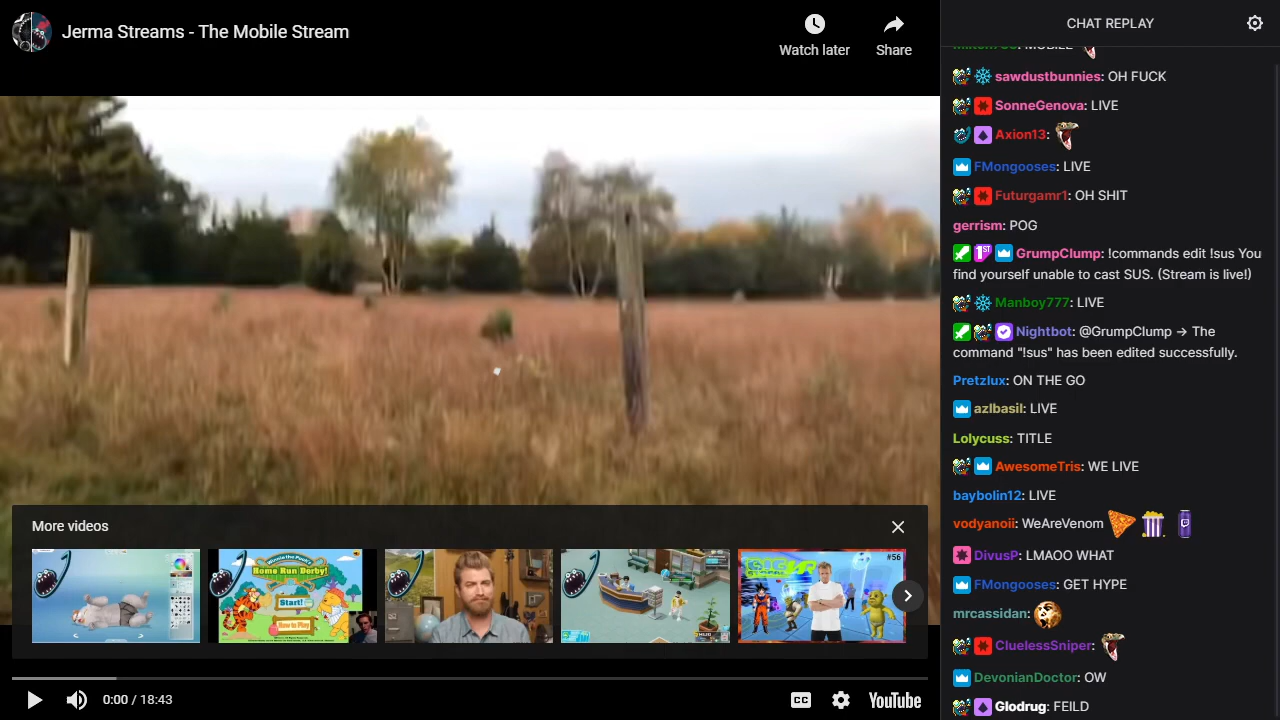 Jerma Streams - The Mobile Stream
Watch later
Share
CHAT REPLAY
sawdustbunnies: OH FUCK
SonneGenova: LIVE
Axion13:
FMongooses: LIVE
Futurgamr1: OH SHIT
gerrism: POG
GrumpClump: !commands edit !sus You
find yourself unable to cast SUS. (Stream is live!)
Manboy777: LIVE
Nightbot: @GrumpClump → The
command "!sus" has been edited successfully.
Pretzlux: ON THE GO
azlbasil: LIVE
Lolycuss: TITLE
AwesomeTris: WE LIVE
baybolin12: LIVE
vodyanoii: WeAreVenom
DivusP: LMAOO WHAT
FMongooses: GET HYPE
mrcassidan:
CluelessSniper:
DevonianDoctor: OW
Glodrug: FEILD
More videos
Winnie the Pooh's
Home Run Derby!
Start!
How to Play
#56
0:00 / 18:43
CC
YouTube